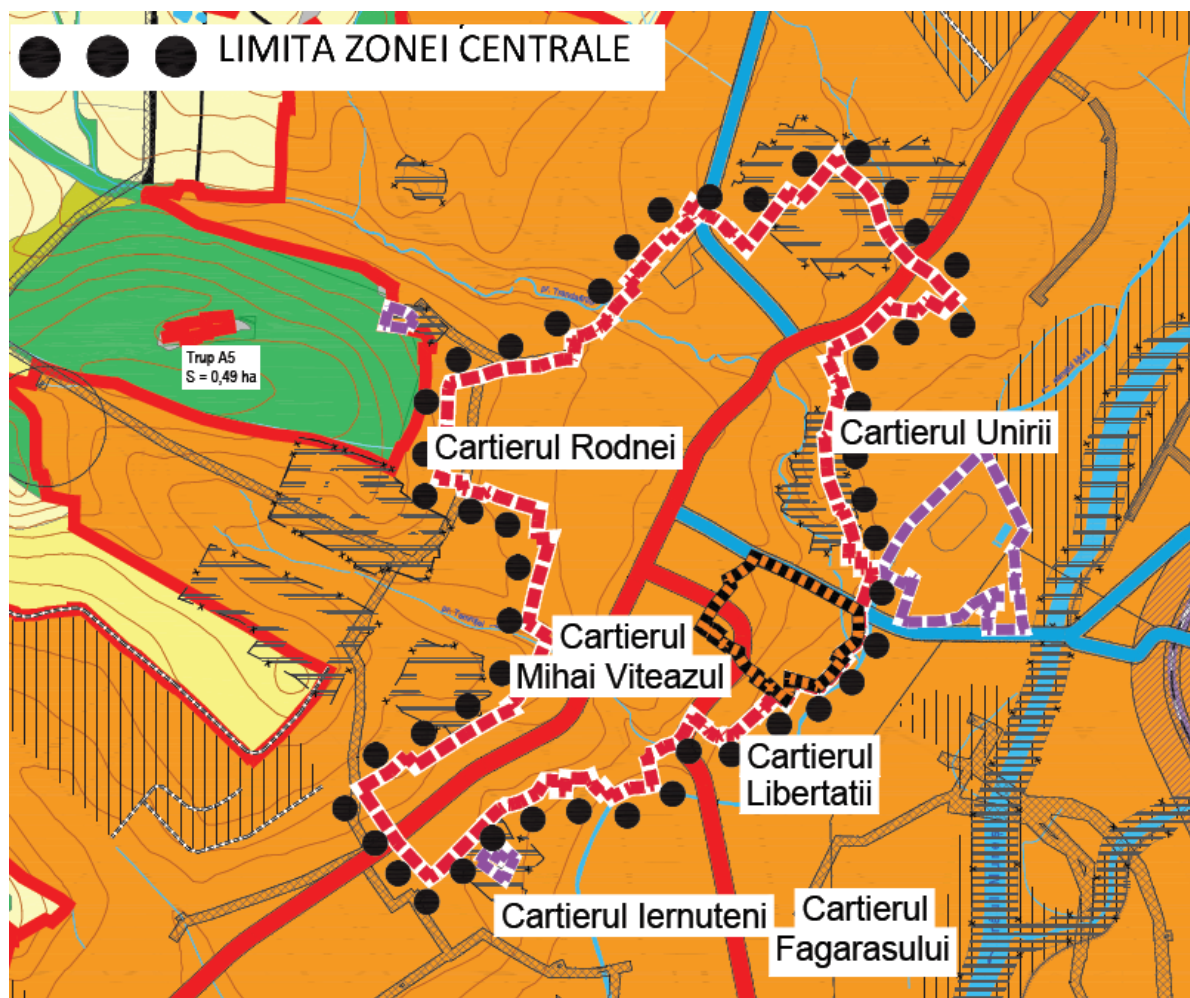 LIMITA ZONEI CENTRALE
Trup A5
S = 0,49 ha
Cartierul Rodnei
Cartierul Unirii
Cartierul
Mihai Viteazul
Cartierul
Libertatii
Cartierul Iernuteni
Cartierul
Fagarasului